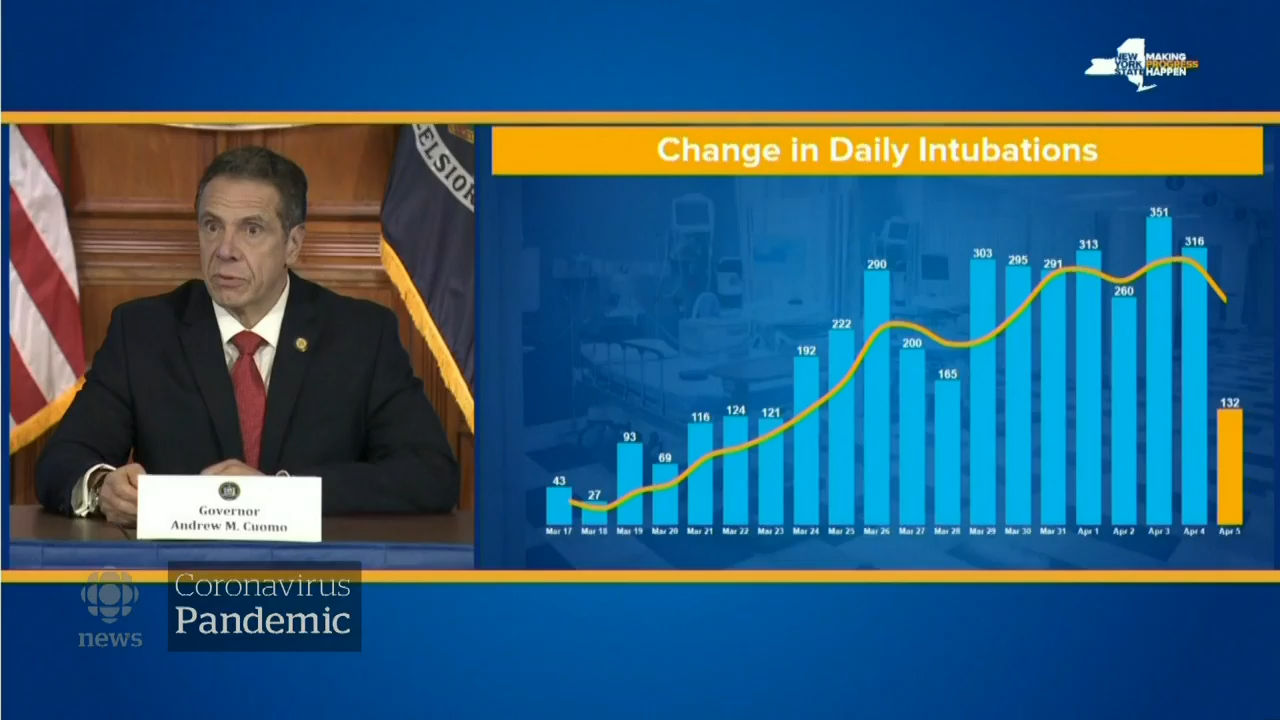 NEW
YORK
STATE
MAKING
PROGRESS
HAPPEN
ELSIOR
Change in Daily Intubations
43
27
93
69
116
124
121
192
222
290
200
165
303
295
291
313
260
351
316
132
Mar 17
Mar 18
Mar 19
Mar 20
Mar 21
Mar 22
Mar 23
Mar 24
Mar 25
Mar 26
Mar 27
Mar 28
Mar 29
Mar 30
Mar 31
Apr 1
Apr 2
Apr 3
Apr 4
Apr 5
Governor
Andrew M. Cuomo
news
Coronavirus
Pandemic